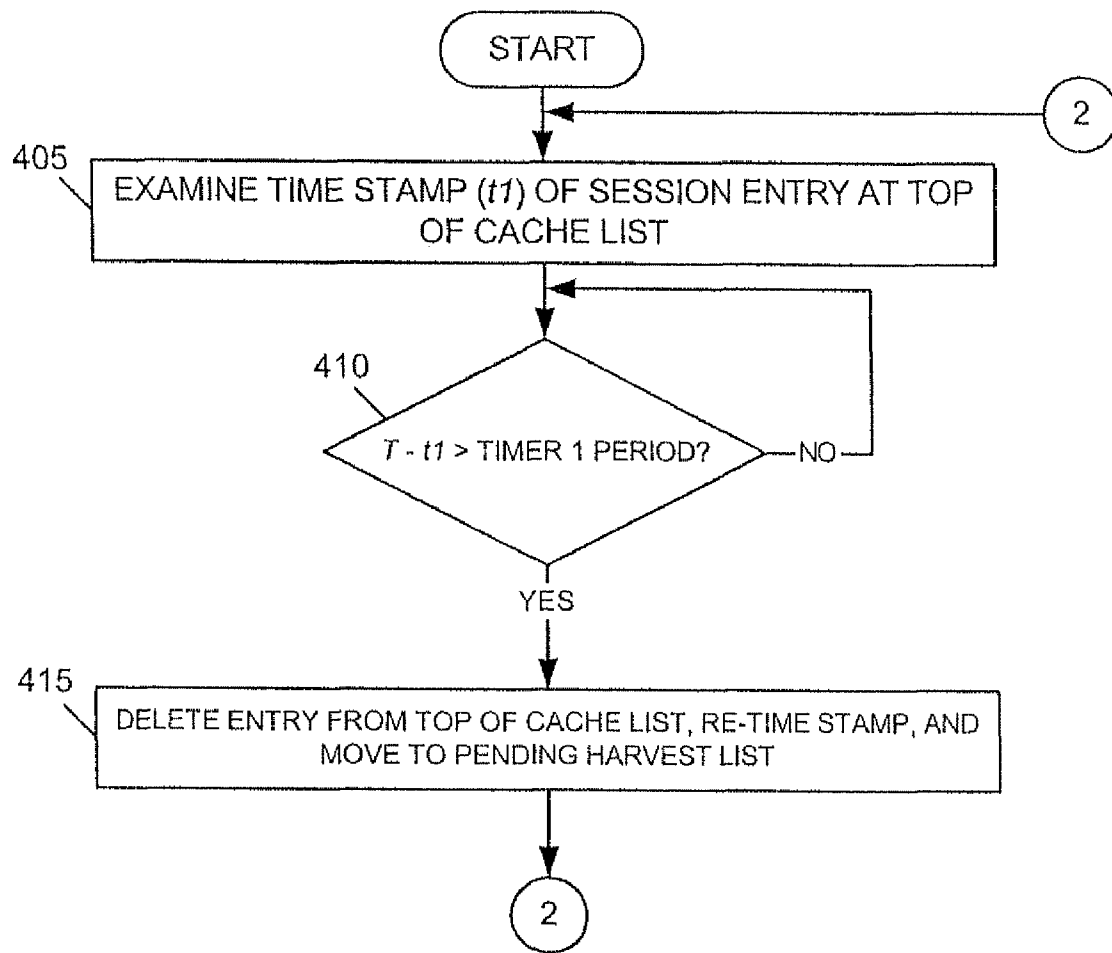 START
2
405
EXAMINE TIME STAMP (t1) OF SESSION ENTRY AT TOP
OF CACHE LIST
410
T - t1 > TIMER 1 PERIOD?
NO
YES
415
DELETE ENTRY FROM TOP OF CACHE LIST, RE-TIME STAMP, AND
MOVE TO PENDING HARVEST LIST
2